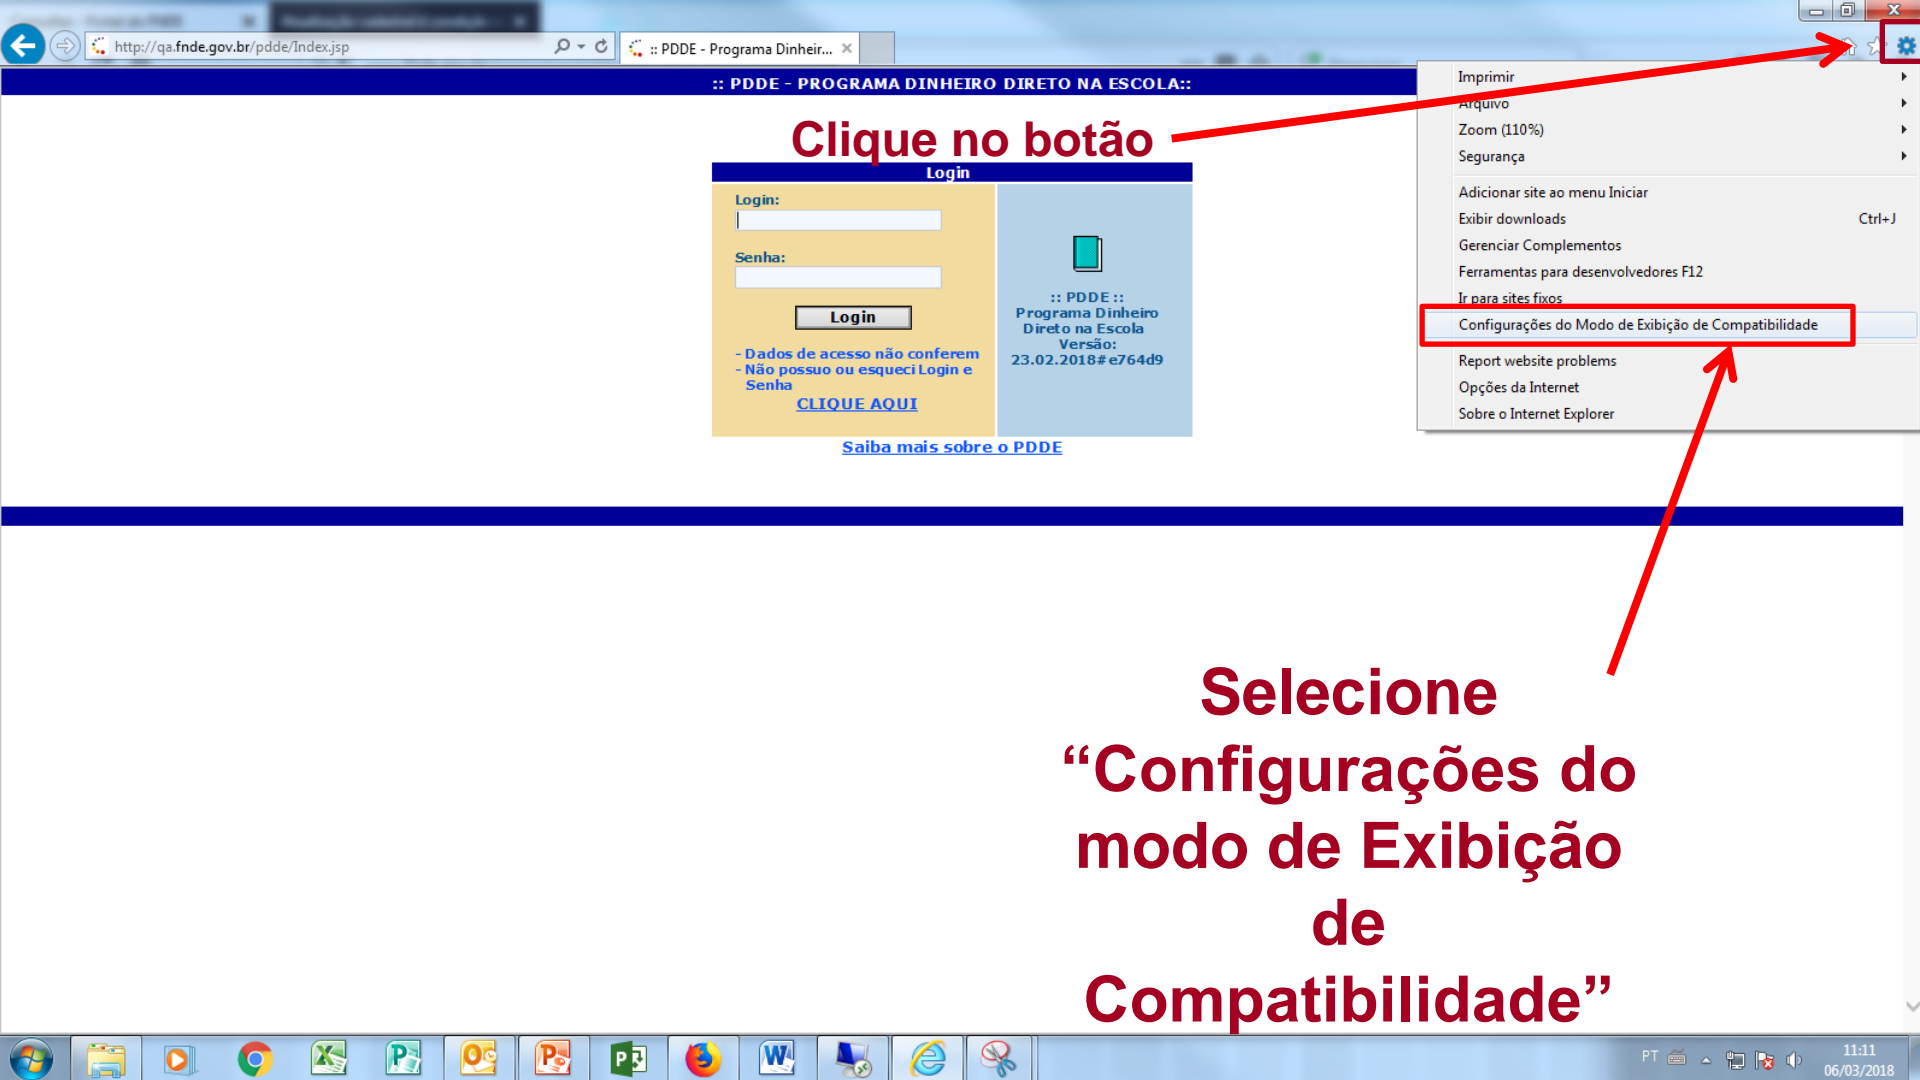 http://qa.fnde.gov.br/pdde/Index.jsp
:: PDDE - Programa Dinheir...
:: PDDE - PROGRAMA DINHEIRO DIRETO NA ESCOLA::
Clique no botão
Login
Login:
Senha:
Login
- Dados de acesso não conferem
- Não possuo ou esqueci Login e
Senha
CLIQUE AQUI
:: PDDE ::
Programa Dinheiro
Direto na Escola
Versão:
23.02.2018#e764d9
Saiba mais sobre o PDDE
Imprimir
Arquivo
Zoom (110%)
Segurança
Adicionar site ao menu Iniciar
Exibir downloads Ctrl+J
Gerenciar Complementos
Ferramentas para desenvolvedores F12
Ir para sites fixos
Configurações do Modo de Exibição de Compatibilidade
Report website problems
Opções da Internet
Sobre o Internet Explorer
Selecione
“Configurações do
modo de Exibição
de
Compatibilidade”
PT
11:11
06/03/2018